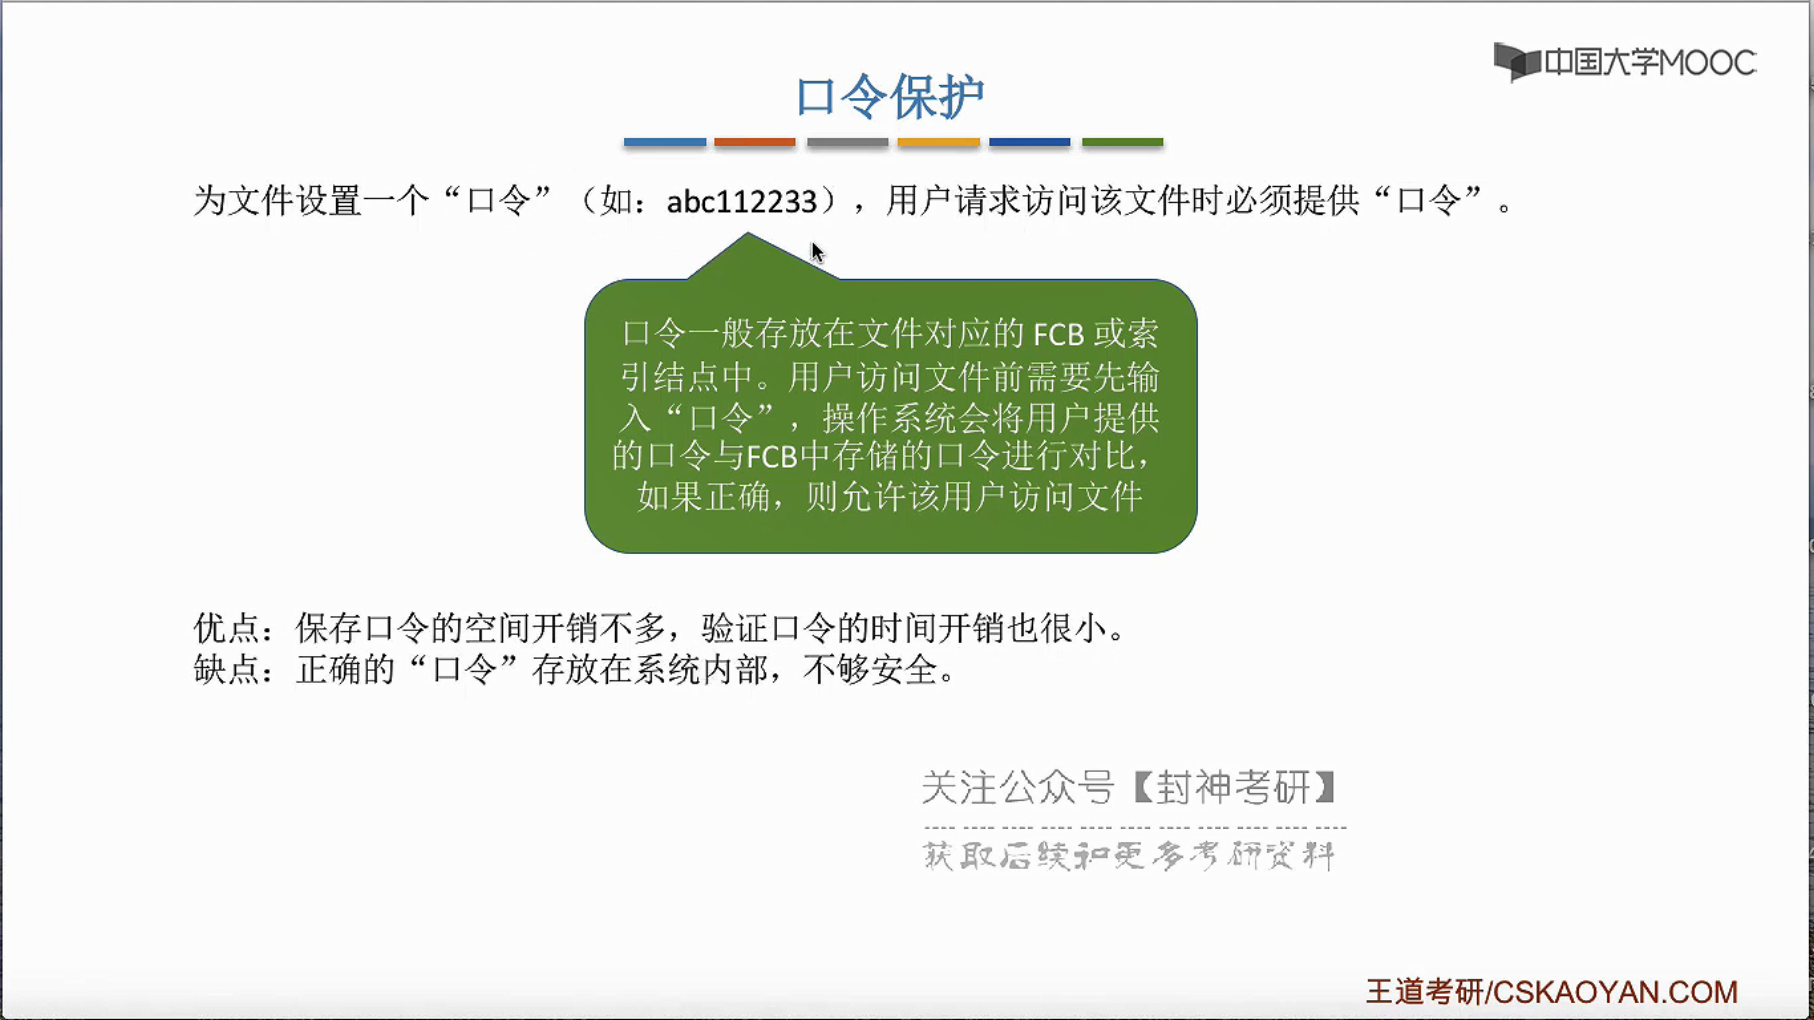 中国大学MOOC
口令保护
为文件设置一个“口令”（如：abc112233），用户请求访问该文件时必须提供“口令”。
口令一般存放在文件对应的 FCB 或索
引结点中。用户访问文件前需要先输
入“口令”，操作系统会将用户提供
的口令与FCB中存储的口令进行对比，
如果正确，则允许该用户访问文件
优点：保存口令的空间开销不多，验证口令的时间开销也很小。
缺点：正确的“口令”存放在系统内部，不够安全。
关注公众号【封神考研】
获取后续和更多考研资料
王道考研/CSKAOYAN.COM